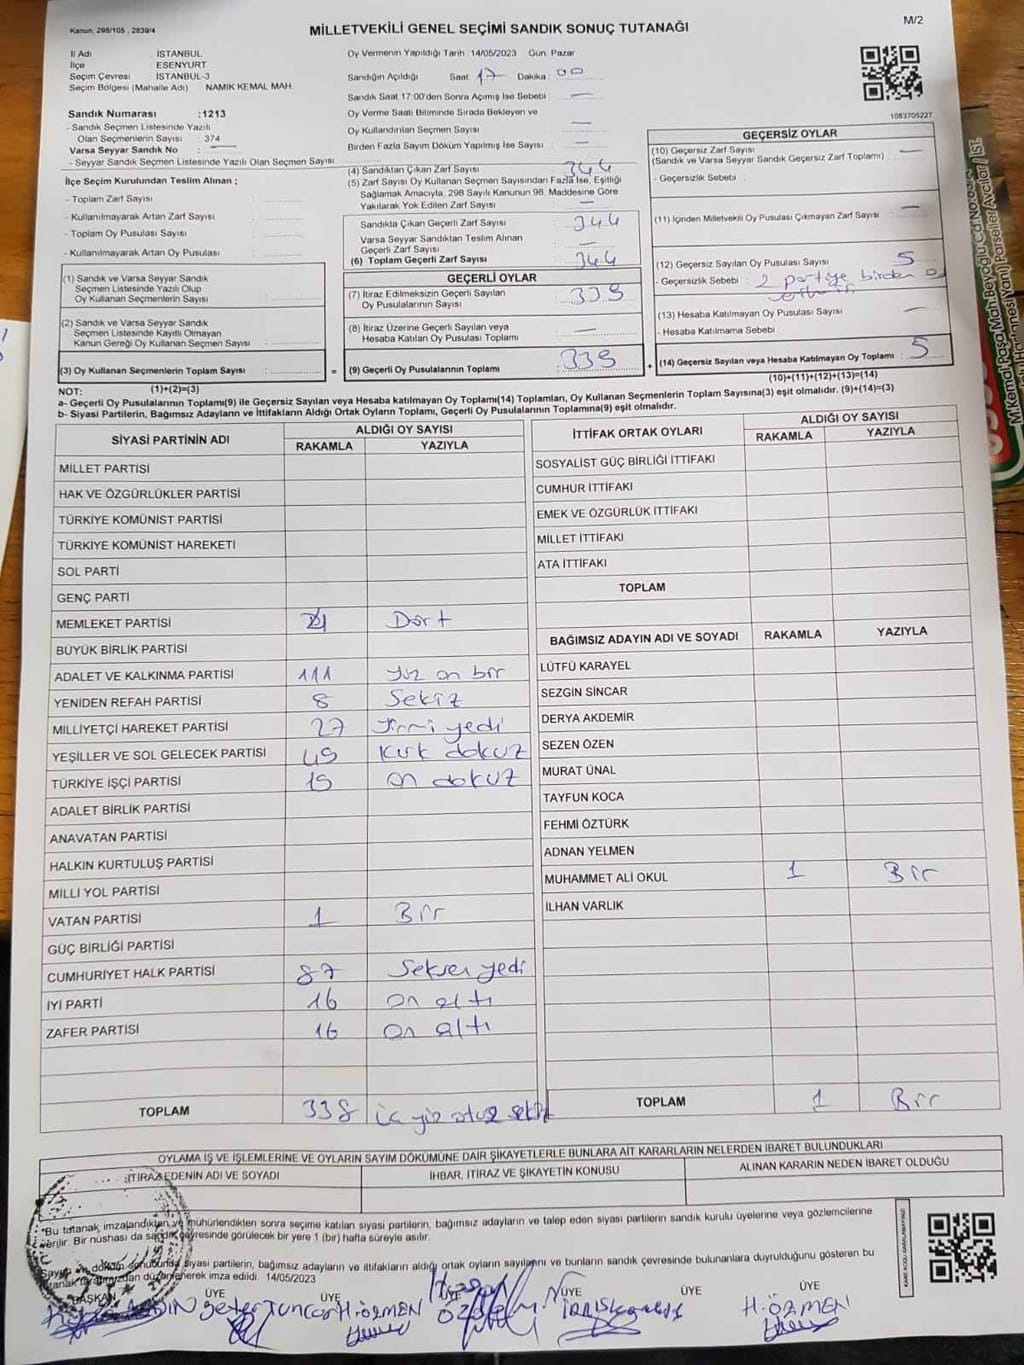 Kanun; 298/105 , 2839/4
MİLLETVEKİLİ GENEL SEÇİMİ SANDIK SONUÇ TUTANAĞI
M/2
İl Adı : İSTANBUL
İlçe : ESENYURT
Seçim Çevresi : İSTANBUL-3
Seçim Bölgesi (Mahalle Adı) NAMIK KEMAL MAH.
Sandık Numarası :1213
- Sandık Seçmen Listesinde Yazılı
Olan Seçmenlerin Sayısı : 374
Varsa Seyyar Sandık No :
- Seyyar Sandık Seçmen Listesinde Yazılı Olan Seçmen Sayısı
Oy Vermenin Yapıldığı Tarih :14/05/2023 Gün Pazar
Sandığın Açıldığı Saat: 17 Dakika: 00
Sandık Saat 17:00'den Sonra Açımış İse Sebebi : —
Oy Verme Saati Bitiminde Sırada Bekleyen ve
Oy Kullandırılan Seçmen Sayısı : —
Birden Fazla Sayım Döküm Yapılmış İse Sayısı : —
1083705227
İlçe Seçim Kurulundan Teslim Alınan ;
- Toplam Zarf Sayısı :
- Kullanılmayarak Artan Zarf Sayısı :
- Toplam Oy Pusulası Sayısı :
- Kullanılmayarak Artan Oy Pusulası :
(1) Sandık ve Varsa Seyyar Sandık
Seçmen Listesinde Yazılı Olup
Oy Kullanan Seçmenlerin Sayısı :
(2) Sandık ve Varsa Seyyar Sandık
Seçmen Listesinde Kayıtlı Olmayan
Kanun Gereği Oy Kullanan Seçmen Sayısı :
(3) Oy Kullanan Seçmenlerin Toplam Sayısı :
(4) Sandıktan Çıkan Zarf Sayısı : 344
(5) Zarf Sayısı Oy Kullanan Seçmen Sayısından Fazla İse, Eşitliği
Sağlamak Amacıyla, 298 Sayılı Kanunun 98. Maddesine Göre
Yakılarak Yok Edilen Zarf Sayısı : —
Sandıkta Çıkan Geçerli Zarf Sayısı : 344
Varsa Seyyar Sandıktan Teslim Alınan
Geçerli Zarf Sayısı : —
(6) Toplam Geçerli Zarf Sayısı : 344
GEÇERLİ OYLAR
(7) İtiraz Edilmeksizin Geçerli Sayılan
Oy Pusulalarının Sayısı : 339
(8) İtiraz Üzerine Geçerli Sayılan veya
Hesaba Katılan Oy Pusulası Toplamı : —
= (9) Geçerli Oy Pusulalarının Toplamı : 339 +
GEÇERSİZ OYLAR
(10) Geçersiz Zarf Sayısı : —
(Sandık ve Varsa Seyyar Sandık Geçersiz Zarf Toplamı)
- Geçersizlik Sebebi :
(11) İçinden Milletvekili Oy Pusulası Çıkmayan Zarf Sayısı : —
(12) Geçersiz Sayılan Oy Pusulası Sayısı : 5
- Geçersizlik Sebebi : 2 partiye birden oy
(13) Hesaba Katılmayan Oy Pusulası Sayısı : —
- Hesaba Katılmama Sebebi :
(14) Geçersiz Sayılan veya Hesaba Katılmayan Oy Toplamı : 5
(1)+(2)=(3)
(10)+(11)+(12)+(13)=(14)
NOT:
a- Geçerli Oy Pusulalarının Toplamı(9) ile Geçersiz Sayılan veya Hesaba katılmayan Oy Toplamı(14) Toplamları, Oy Kullanan Seçmenlerin Toplam Sayısına(3) eşit olmalıdır. (9)+(14)=(3)
b- Siyasi Partilerin, Bağımsız Adayların ve İttifakların Aldığı Ortak Oyların Toplamı, Geçerli Oy Pusulalarının Toplamına(9) eşit olmalıdır.
SİYASİ PARTİNİN ADI ALDIĞI OY SAYISI
RAKAMLA YAZIYLA
MİLLET PARTİSİ
HAK VE ÖZGÜRLÜKLER PARTİSİ
TÜRKİYE KOMÜNİST PARTİSİ
TÜRKİYE KOMÜNİST HAREKETİ
SOL PARTİ
GENÇ PARTİ
MEMLEKET PARTİSİ 4 Dört
BÜYÜK BİRLİK PARTİSİ
ADALET VE KALKINMA PARTİSİ 111 Yüz on bir
YENİDEN REFAH PARTİSİ 8 Sekiz
MİLLİYETÇİ HAREKET PARTİSİ 27 Yirmi yedi
YEŞİLLER VE SOL GELECEK PARTİSİ 49 Kırk dokuz
TÜRKİYE İŞÇİ PARTİSİ 19 on dokuz
ADALET BİRLİK PARTİSİ
ANAVATAN PARTİSİ
HALKIN KURTULUŞ PARTİSİ
MİLLİ YOL PARTİSİ
VATAN PARTİSİ 1 Bir
GÜÇ BİRLİĞİ PARTİSİ
CUMHURİYET HALK PARTİSİ 87 Seksen yedi
İYİ PARTİ 16 on altı
ZAFER PARTİSİ 16 on altı
TOPLAM 338 üç yüz otuz sekiz
İTTİFAK ORTAK OYLARI ALDIĞI OY SAYISI
RAKAMLA YAZIYLA
SOSYALİST GÜÇ BİRLİĞİ İTTİFAKI
CUMHUR İTTİFAKI
EMEK VE ÖZGÜRLÜK İTTİFAKI
MİLLET İTTİFAKI
ATA İTTİFAKI
TOPLAM
BAĞIMSIZ ADAYIN ADI VE SOYADI RAKAMLA YAZIYLA
LÜTFÜ KARAYEL
SEZGİN SİNCAR
DERYA AKDEMİR
SEZEN ÖZEN
MURAT ÜNAL
TAYFUN KOCA
FEHMİ ÖZTÜRK
ADNAN YELMEN
MUHAMMET ALİ OKUL 1 Bir
İLHAN VARLIK
TOPLAM 1 Bir
OYLAMA İŞ VE İŞLEMLERİNE VE OYLARIN SAYIM DÖKÜMÜNE DAİR ŞİKAYETLERLE BUNLARA AİT KARARLARIN NELERDEN İBARET BULUNDUKLARI
İTİRAZ EDENİN ADI VE SOYADI İHBAR, İTİRAZ VE ŞİKAYETİN KONUSU ALINAN KARARIN NEDEN İBARET OLDUĞU
"Bu tutanak imzalandıktan ve mühürlendikten sonra seçime katılan siyasi partilerin, bağımsız adayların ve talep eden siyasi partilerin sandık kurulu üyelerine veya gözlemcilerine
verilir. Bir nüshası da sandık çevresinde görülecek bir yere 1 (bir) hafta süreyle asılır.
Sayım ve döküm sonucunda siyasi partilerin, bağımsız adayların ve ittifakların aldığı ortak oyların sayılarını ve bunların sandık çevresinde bulunanlara duyrulduğunu gösteren bu
tutanak tarafımızdan düzenlenerek imza edildi. 14/05/2023
BAŞKAN ÜYE ÜYE ÜYE ÜYE ÜYE ÜYE
H.ÖZMEN H.ÖZMEN
M.Kemal Paşa Mah.Beyoğlu Cd.No:
Parseller Avcılar / İst.